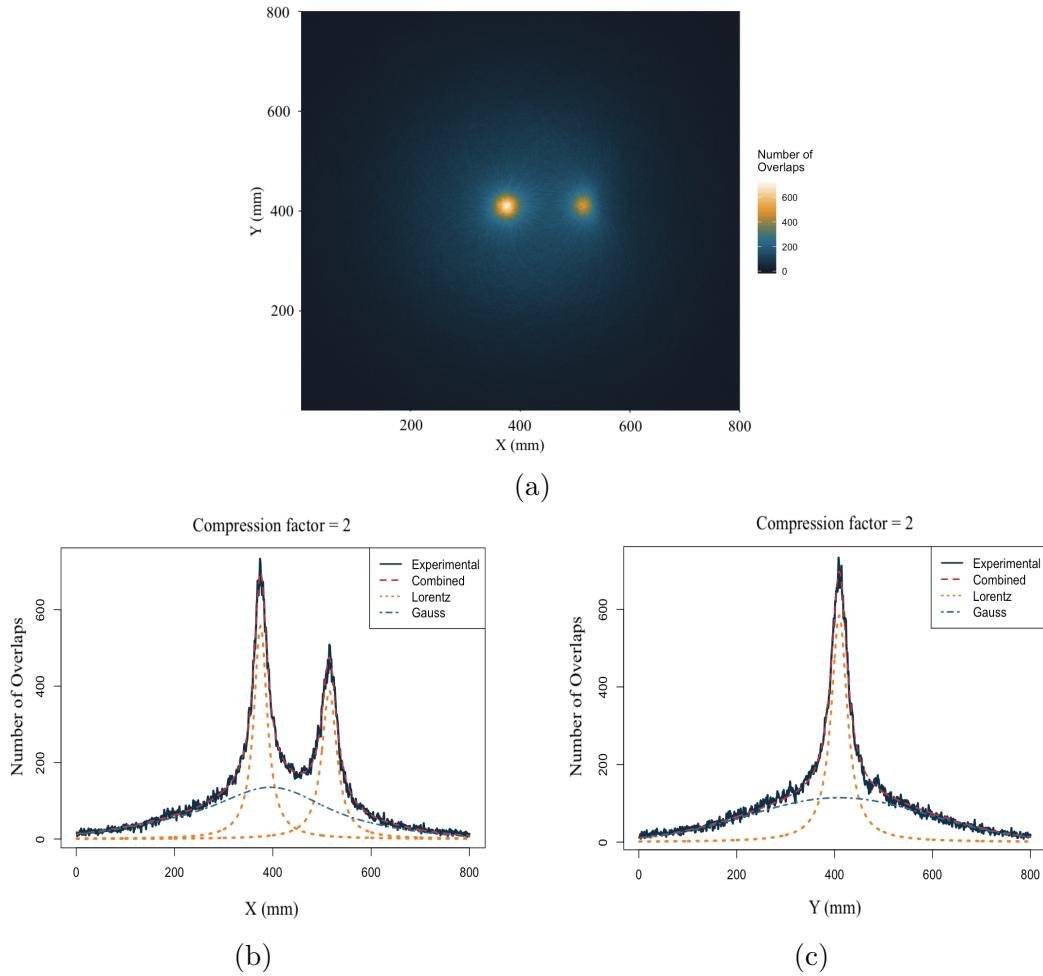 800
600
400
200
Y (mm)
200
400
600
800
X (mm)
Number of
Overlaps
600
400
200
0
(a)
Compression factor = 2
Number of Overlaps
600
400
200
0
Experimental
Combined
Lorentz
Gauss
0
200
400
600
800
X (mm)
(b)
Compression factor = 2
Number of Overlaps
600
400
200
0
Experimental
Combined
Lorentz
Gauss
0
200
400
600
800
Y (mm)
(c)